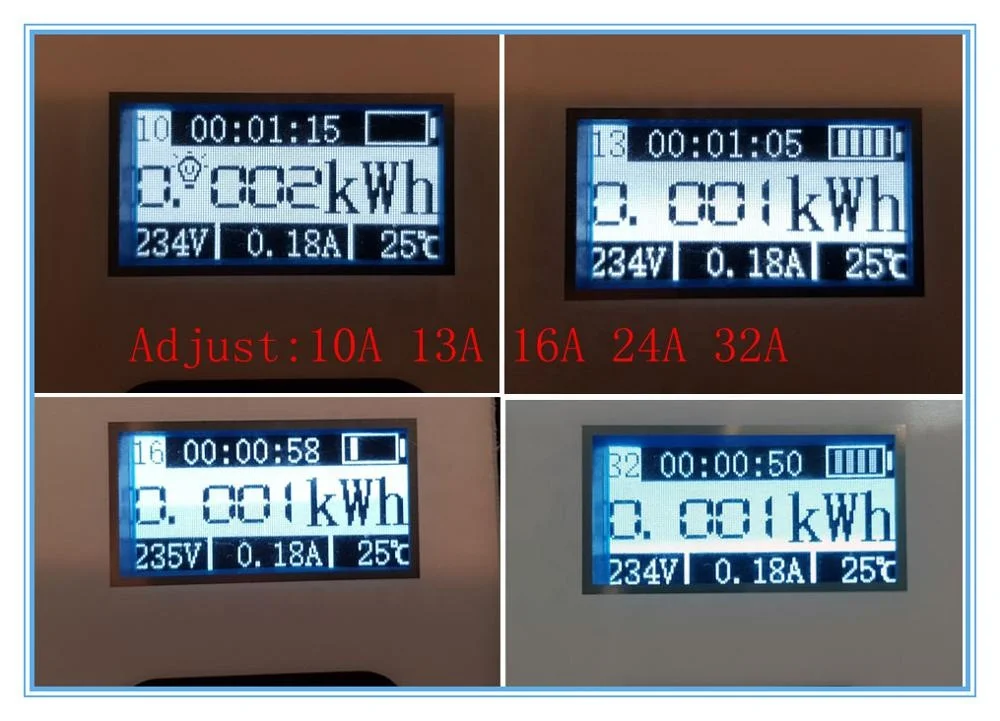 10 00:01:15
0.002kWh
234V 0.18A 25℃
13 00:01:05
0.001kWh
234V 0.18A 25℃
Adjust:10A 13A 16A 24A 32A
16 00:00:58
0.001kWh
235V 0.18A 25℃
32 00:00:50
0.001kWh
234V 0.18A 25℃